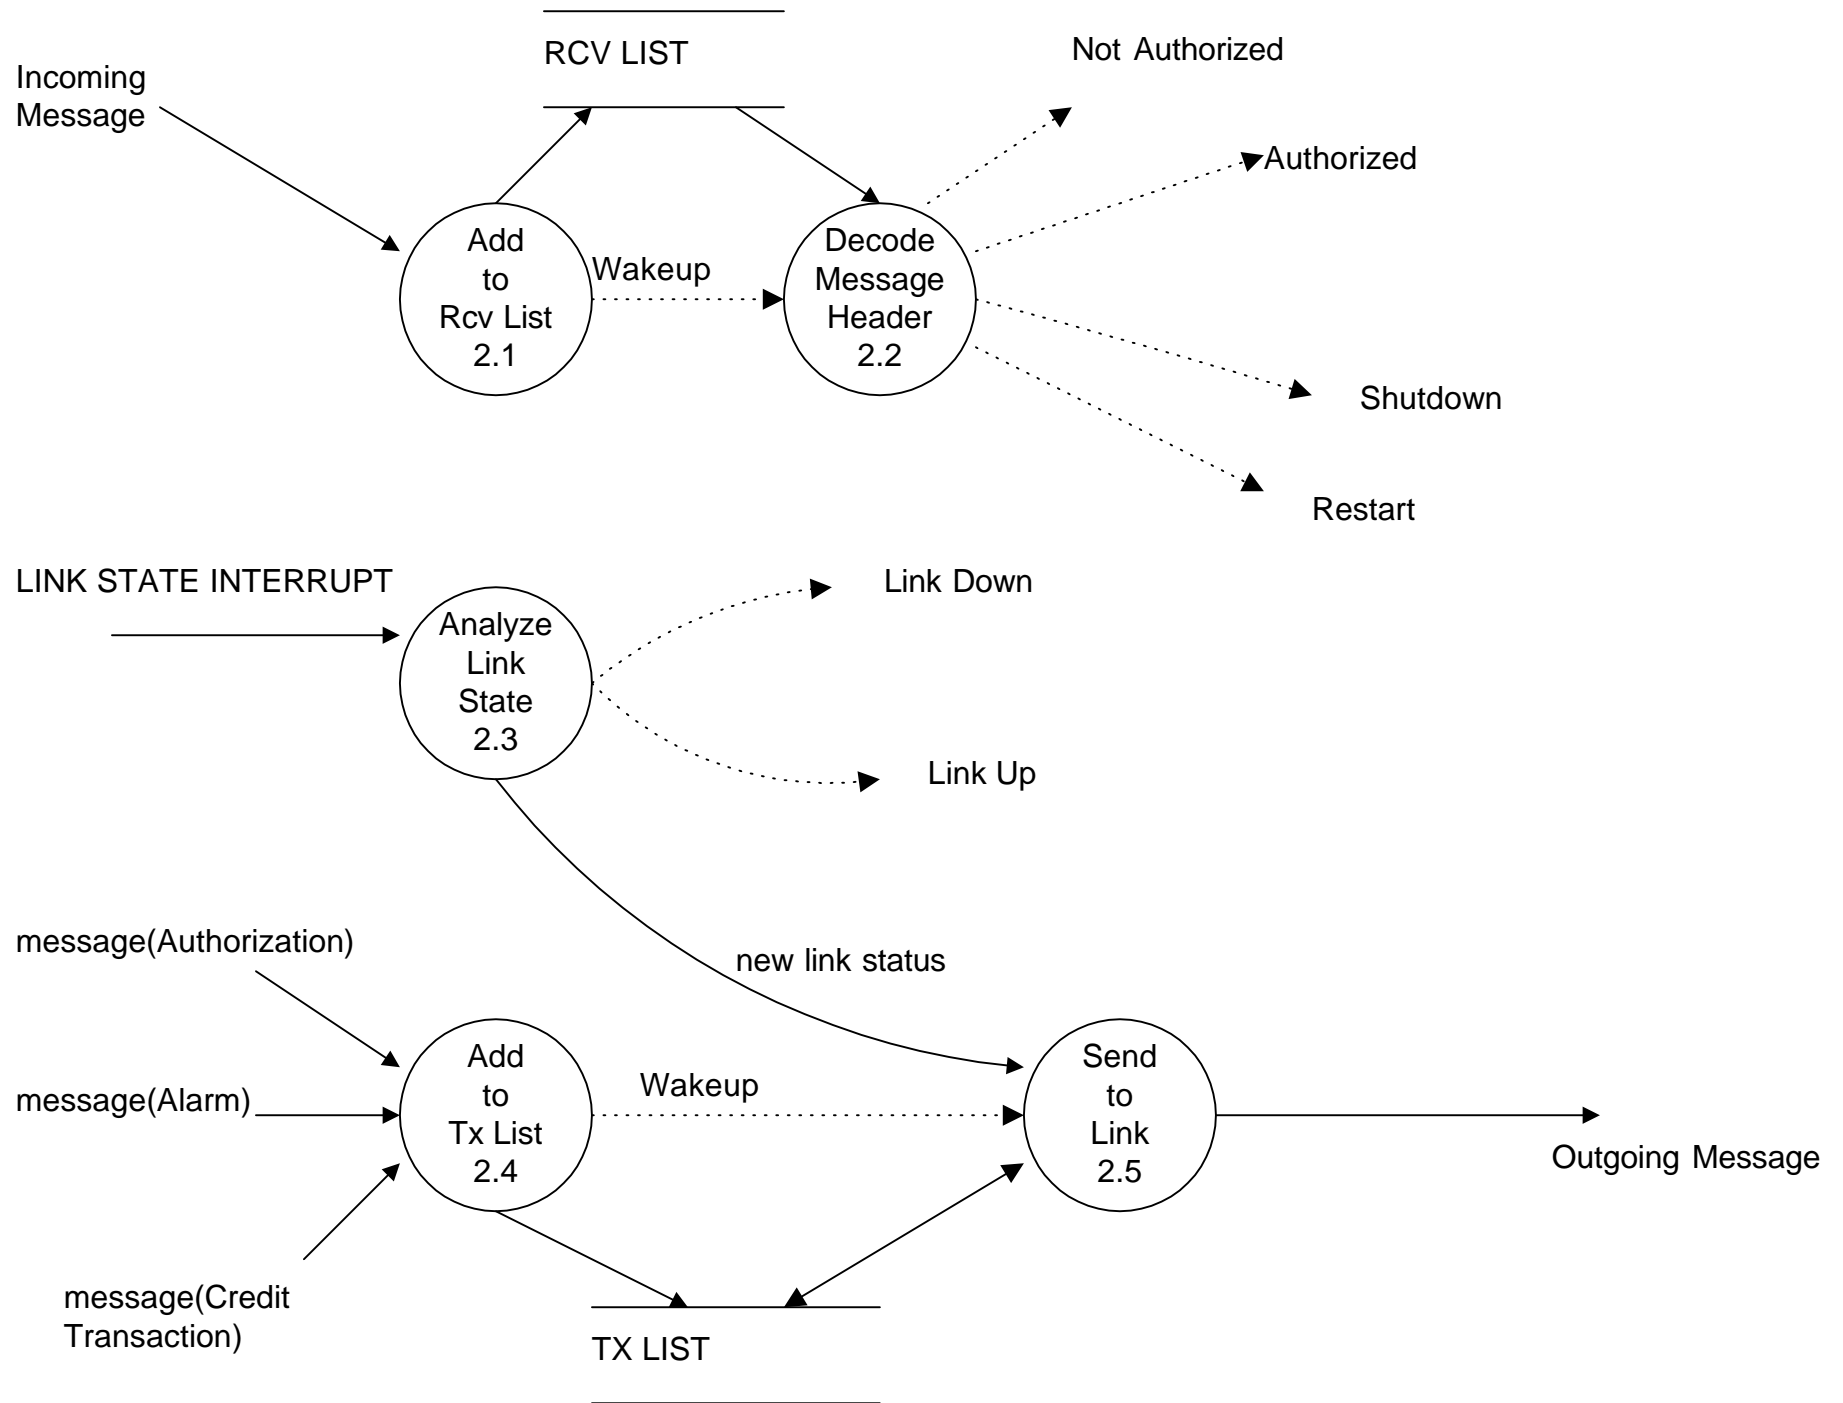 RCV LIST
Not Authorized
Incoming
Message
Authorized
Add
to
Rcv List
2.1
Wakeup
Decode
Message
Header
2.2
Shutdown
Restart
LINK STATE INTERRUPT
Link Down
Analyze
Link
State
2.3
Link Up
message(Authorization)
new link status
Add
to
Tx List
2.4
Wakeup
Send
to
Link
2.5
message(Alarm)
Outgoing Message
message(Credit
Transaction)
TX LIST